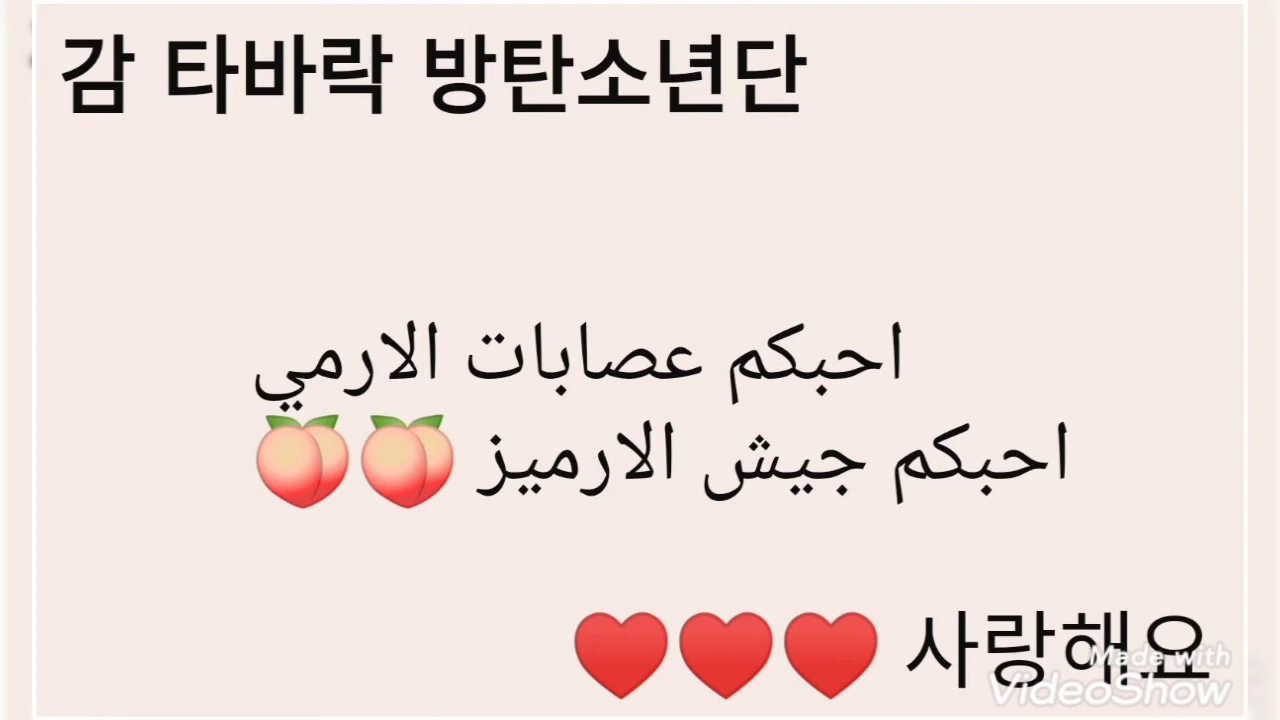 감 타바락 방탄소년단
احبكم عصابات الارمي
احبكم جيش الارميز 🍑🍑
♥️♥️♥️ 사랑해요
Made with
VideoShow